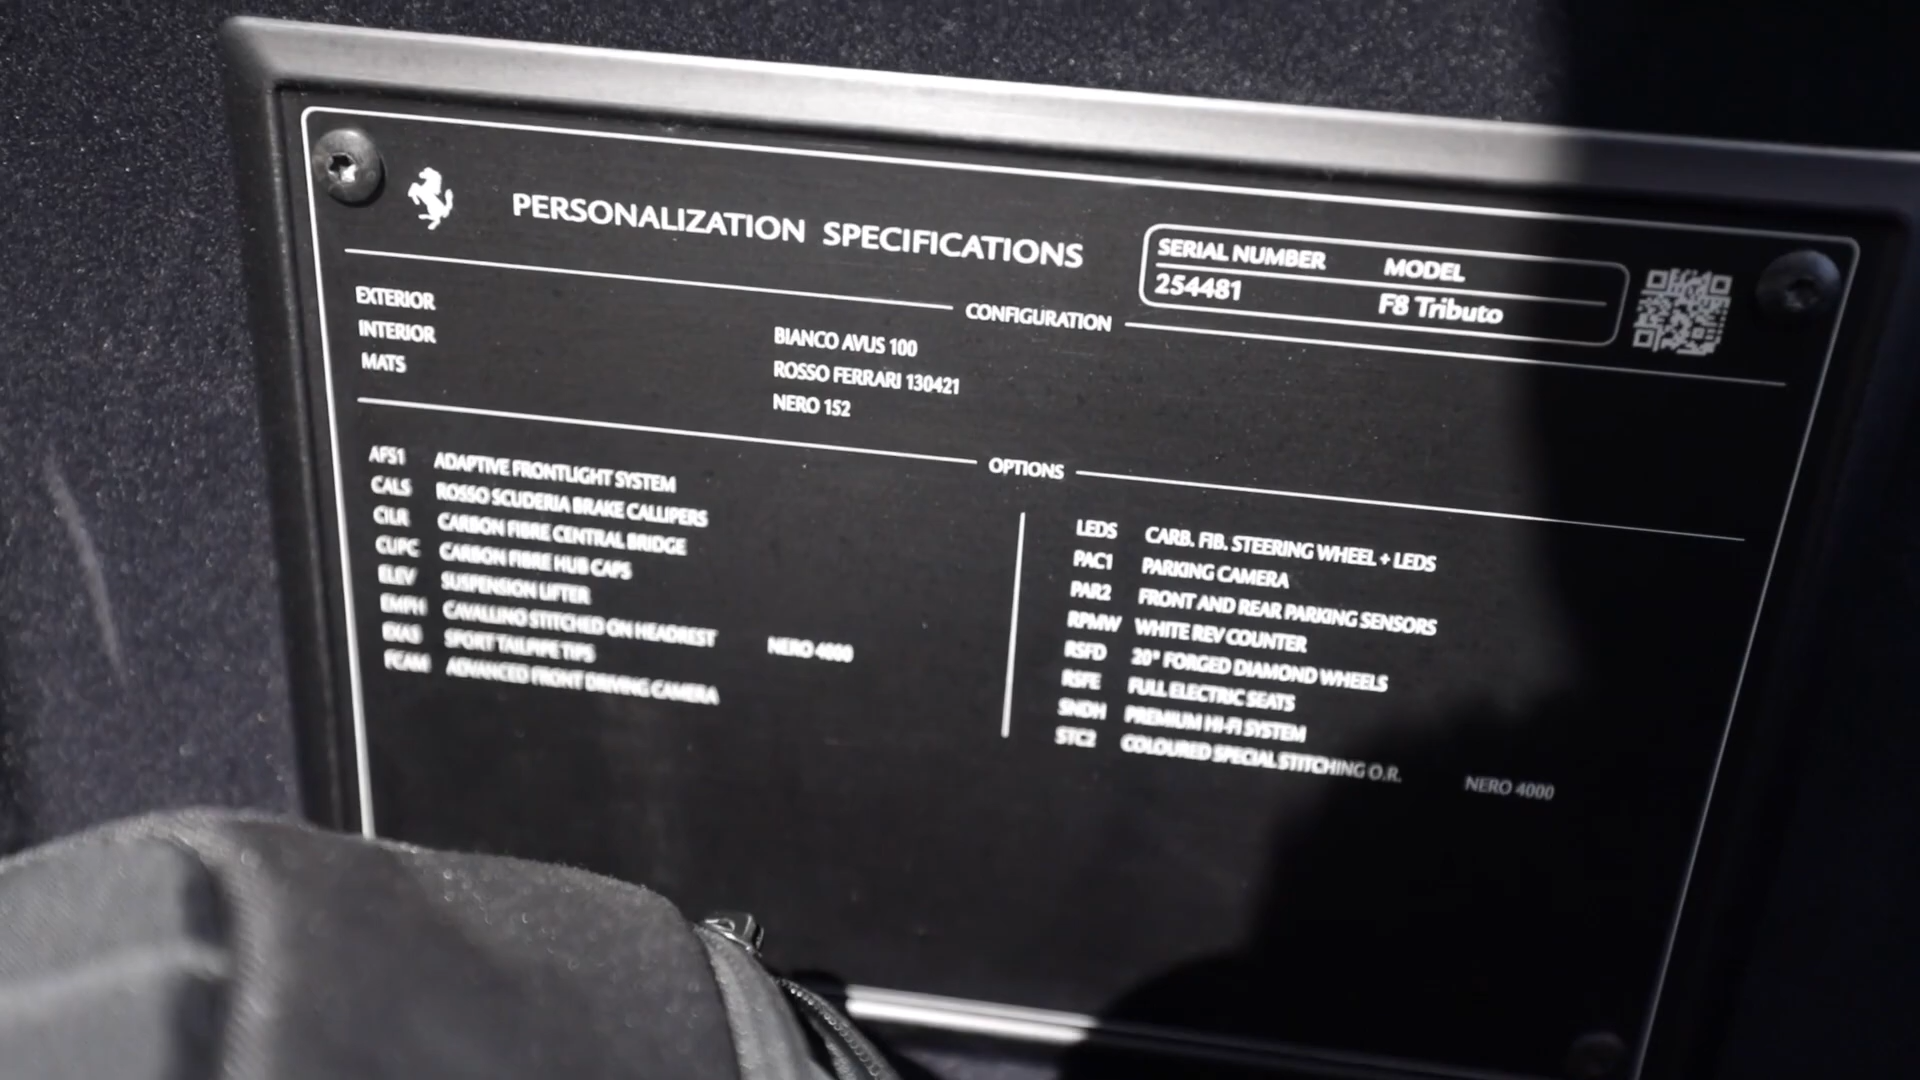 PERSONALIZATION SPECIFICATIONS
SERIAL NUMBER MODEL
254481 F8 Tributo
CONFIGURATION
EXTERIOR BIANCO AVUS 100
INTERIOR ROSSO FERRARI 130421
MATS NERO 152
OPTIONS
AFS1 ADAPTIVE FRONTLIGHT SYSTEM
CALS ROSSO SCUDERIA BRAKE CALLIPERS
CILR CARBON FIBRE CENTRAL BRIDGE
CUPC CARBON FIBRE HUB CAPS
ELEV SUSPENSION LIFTER
EMPH CAVALLINO STITCHED ON HEADREST NERO 4000
EXA3 SPORT TAILPIPE TIPS
FCAM ADVANCED FRONT DRIVING CAMERA
LEDS CARB. FIB. STEERING WHEEL + LEDS
PAC1 PARKING CAMERA
PAR2 FRONT AND REAR PARKING SENSORS
RPMW WHITE REV COUNTER
RSFD 20" FORGED DIAMOND WHEELS
RSFE FULL ELECTRIC SEATS
SNDH PREMIUM HI-FI SYSTEM
STC2 COLOURED SPECIAL STITCHING O.R. NERO 4000